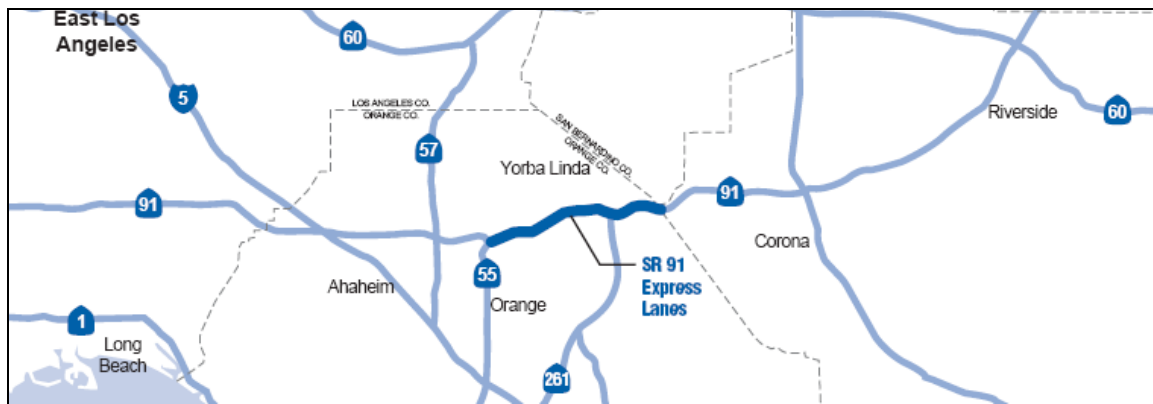 East Los
Angeles
60
5
LOS ANGELES CO.
ORANGE CO.
57
SAN BERNARDINO CO.
ORANGE CO.
Yorba Linda
Riverside
60
91
91
Corona
SR 91
Express
Lanes
55
Orange
Ahaheim
1
Long
Beach
261